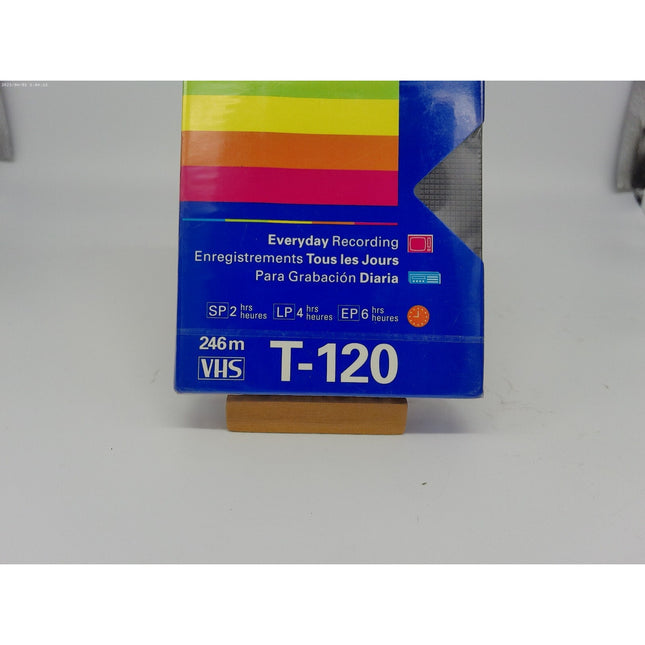 Everyday Recording
Enregistrements Tous les Jours
Para Grabación Diaria
SP 2 hrs heures LP 4 hrs heures EP 6 hrs heures
246 m
VHS T-120